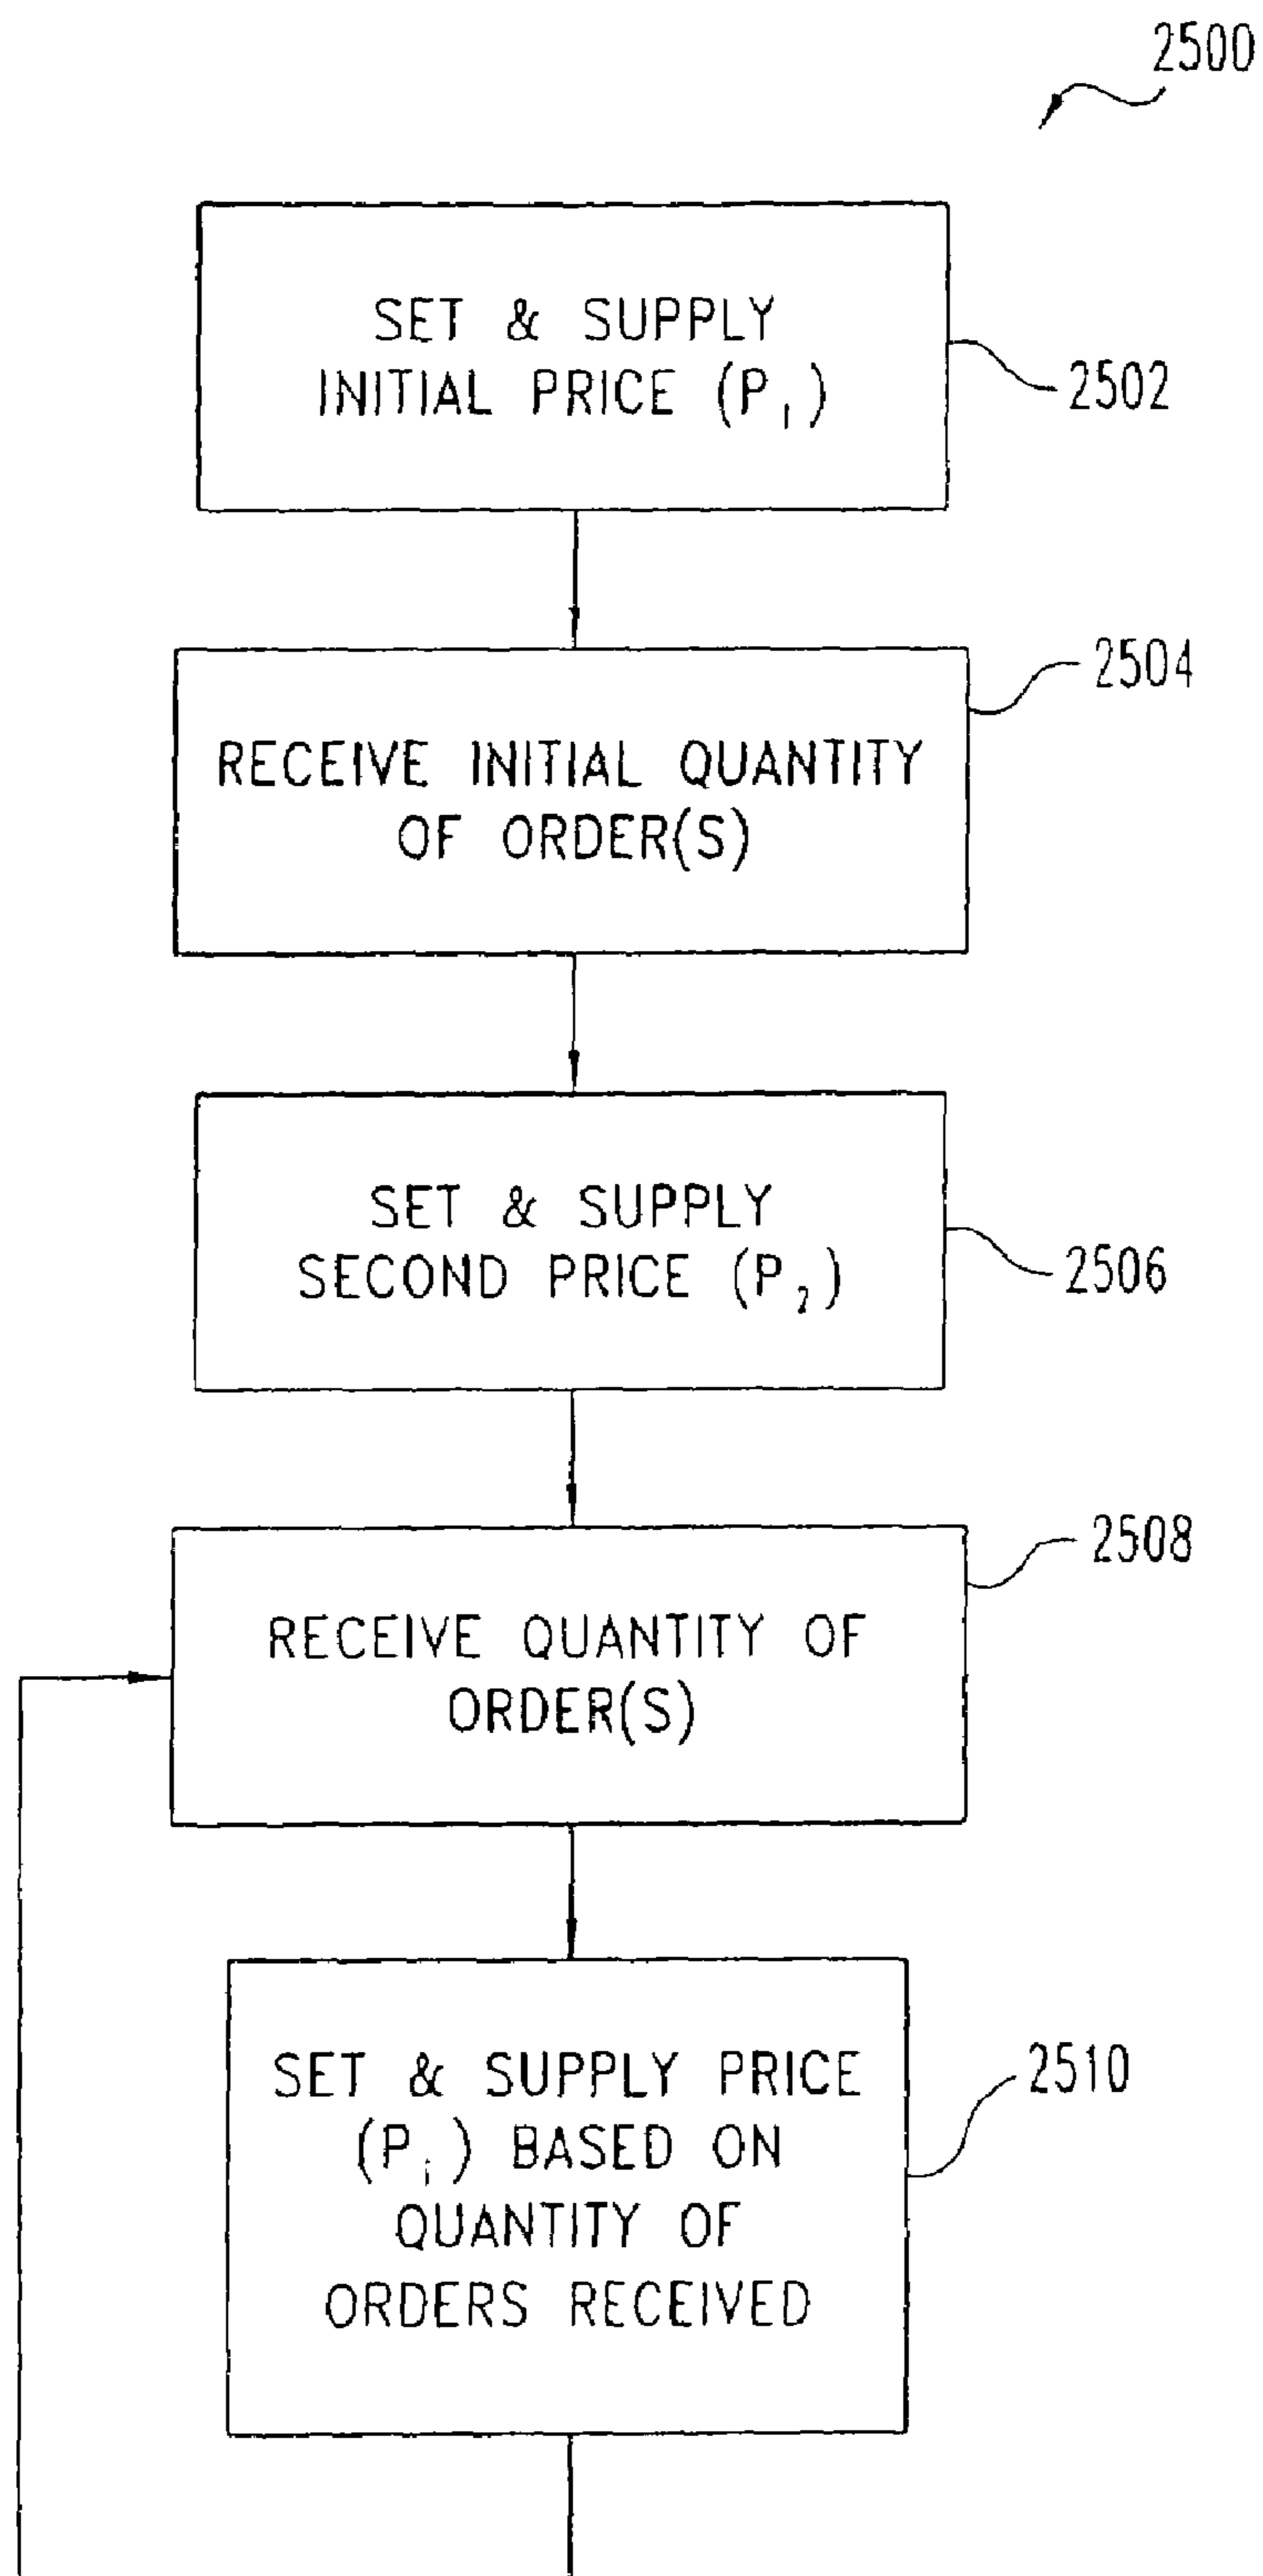 2500
SET & SUPPLY
INITIAL PRICE (P₁)
2502
2504
RECEIVE INITIAL QUANTITY
OF ORDER(S)
SET & SUPPLY
SECOND PRICE (P₂)
2506
2508
RECEIVE QUANTITY OF
ORDER(S)
SET & SUPPLY PRICE
(Pᵢ) BASED ON
QUANTITY OF
ORDERS RECEIVED
2510